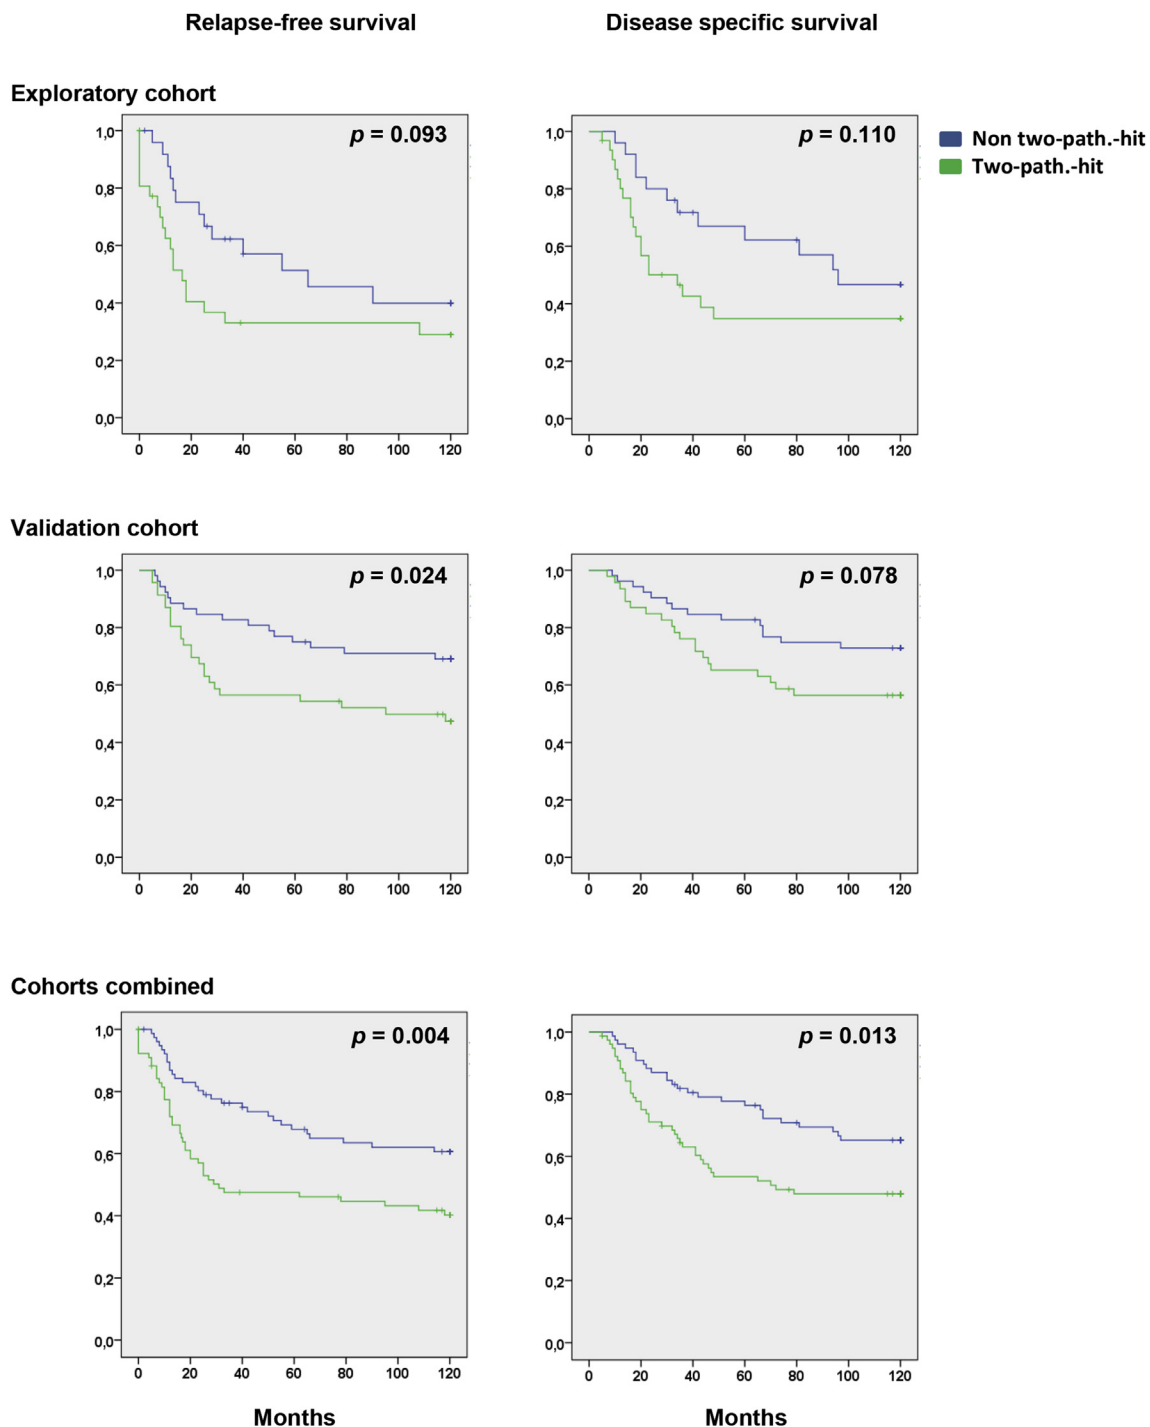 Relapse-free survival
Disease specific survival
Exploratory cohort
p = 0.093
1,0
0,8
0,6
0,4
0,2
0,0
0 20 40 60 80 100 120
p = 0.110
1,0
0,8
0,6
0,4
0,2
0,0
0 20 40 60 80 100 120
Non two-path.-hit
Two-path.-hit
Validation cohort
p = 0.024
1,0
0,8
0,6
0,4
0,2
0,0
0 20 40 60 80 100 120
p = 0.078
1,0
0,8
0,6
0,4
0,2
0,0
0 20 40 60 80 100 120
Cohorts combined
p = 0.004
1,0
0,8
0,6
0,4
0,2
0,0
0 20 40 60 80 100 120
Months
p = 0.013
1,0
0,8
0,6
0,4
0,2
0,0
0 20 40 60 80 100 120
Months